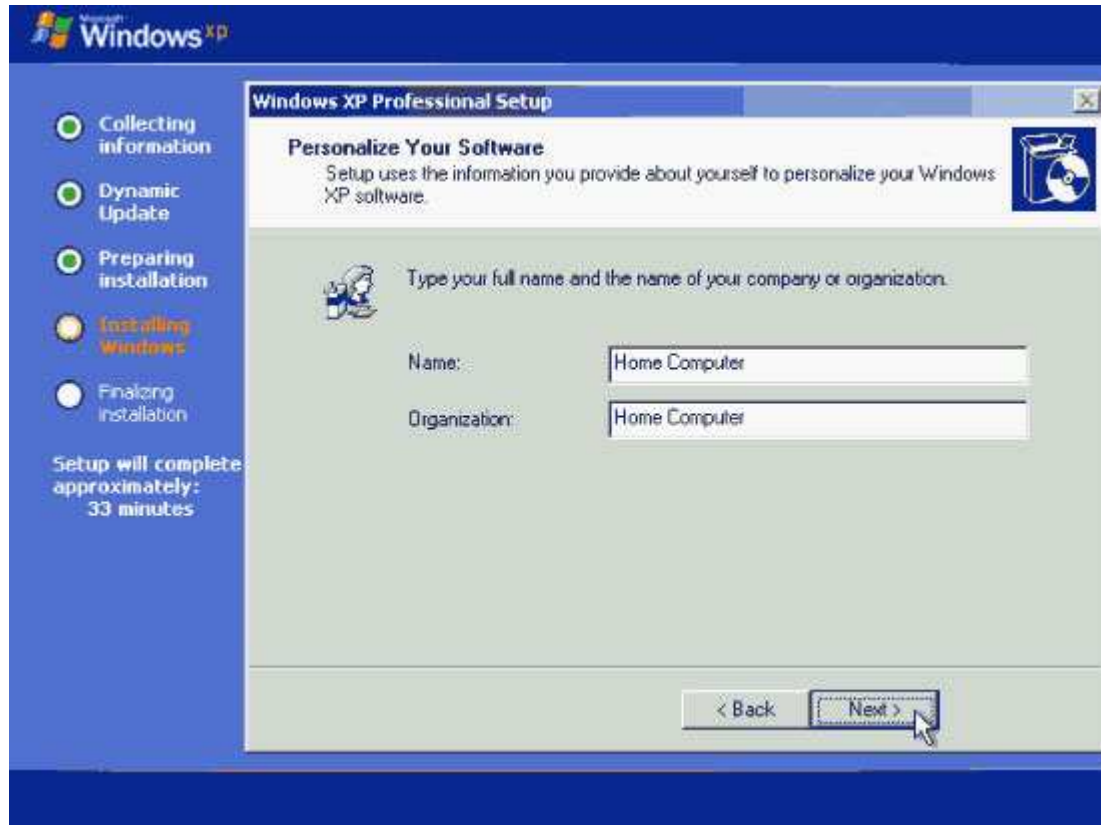 Microsoft
Windows xp
Collecting
information
Dynamic
Update
Preparing
installation
Installing
Windows
Finalizing
installation
Setup will complete
approximately:
33 minutes
Windows XP Professional Setup
Personalize Your Software
Setup uses the information you provide about yourself to personalize your Windows
XP software.
Type your full name and the name of your company or organization.
Name: Home Computer
Organization: Home Computer
< Back Next >